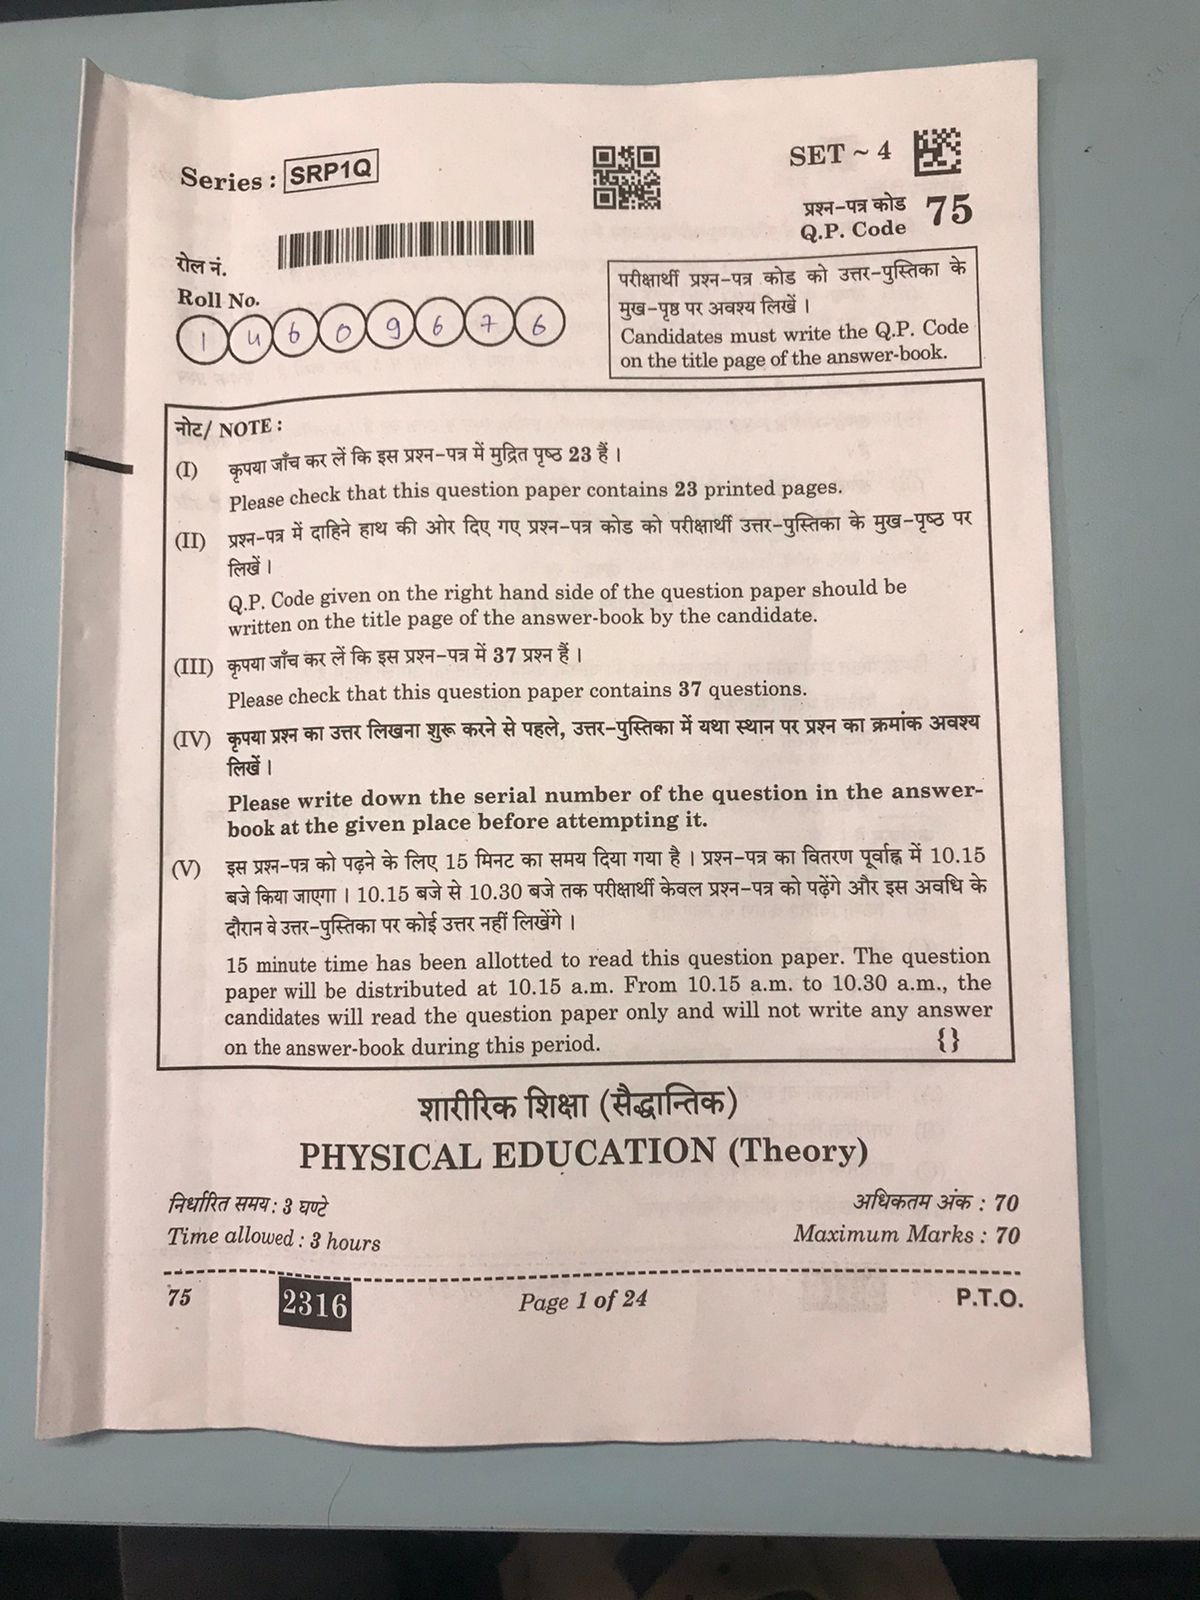 Series : SRP1Q
SET ~ 4
प्रश्न-पत्र कोड
Q.P. Code 75
रोल नं.
Roll No.
1 4 6 0 9 6 7 6
परीक्षार्थी प्रश्न-पत्र कोड को उत्तर-पुस्तिका के
मुख-पृष्ठ पर अवश्य लिखें ।
Candidates must write the Q.P. Code
on the title page of the answer-book.
नोट/ NOTE :
(I) कृपया जाँच कर लें कि इस प्रश्न-पत्र में मुद्रित पृष्ठ 23 हैं ।
Please check that this question paper contains 23 printed pages.
(II) प्रश्न-पत्र में दाहिने हाथ की ओर दिए गए प्रश्न-पत्र कोड को परीक्षार्थी उत्तर-पुस्तिका के मुख-पृष्ठ पर
लिखें ।
Q.P. Code given on the right hand side of the question paper should be
written on the title page of the answer-book by the candidate.
(III) कृपया जाँच कर लें कि इस प्रश्न-पत्र में 37 प्रश्न हैं ।
Please check that this question paper contains 37 questions.
(IV) कृपया प्रश्न का उत्तर लिखना शुरू करने से पहले, उत्तर-पुस्तिका में यथा स्थान पर प्रश्न का क्रमांक अवश्य
लिखें ।
Please write down the serial number of the question in the answer-
book at the given place before attempting it.
(V) इस प्रश्न-पत्र को पढ़ने के लिए 15 मिनट का समय दिया गया है । प्रश्न-पत्र का वितरण पूर्वाह्न में 10.15
बजे किया जाएगा । 10.15 बजे से 10.30 बजे तक परीक्षार्थी केवल प्रश्न-पत्र को पढ़ेंगे और इस अवधि के
दौरान वे उत्तर-पुस्तिका पर कोई उत्तर नहीं लिखेंगे ।
15 minute time has been allotted to read this question paper. The question
paper will be distributed at 10.15 a.m. From 10.15 a.m. to 10.30 a.m., the
candidates will read the question paper only and will not write any answer
on the answer-book during this period. {}
शारीरिक शिक्षा (सैद्धान्तिक)
PHYSICAL EDUCATION (Theory)
निर्धारित समय : 3 घण्टे
अधिकतम अंक : 70
Time allowed : 3 hours
Maximum Marks : 70
75 2316 Page 1 of 24 P.T.O.